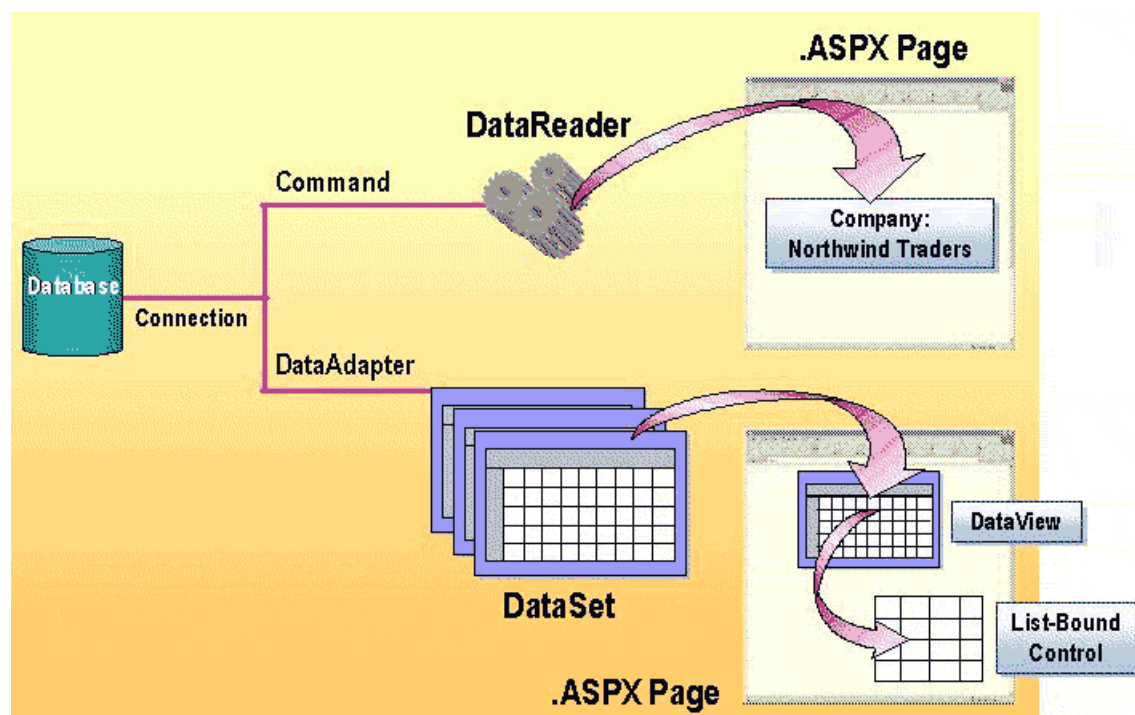 .ASPX Page
DataReader
Command
Company:
Northwind Traders
Database
Connection
DataAdapter
DataView
DataSet
List-Bound
Control
.ASPX Page